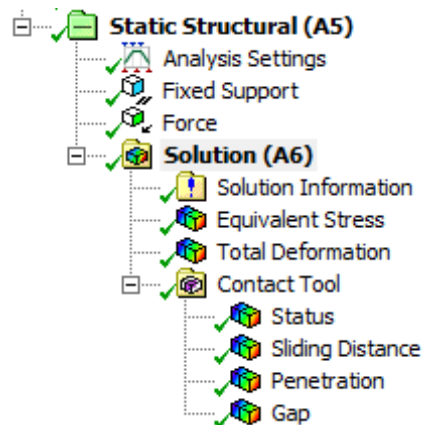 Static Structural (A5)
Analysis Settings
Fixed Support
Force
Solution (A6)
Solution Information
Equivalent Stress
Total Deformation
Contact Tool
Status
Sliding Distance
Penetration
Gap